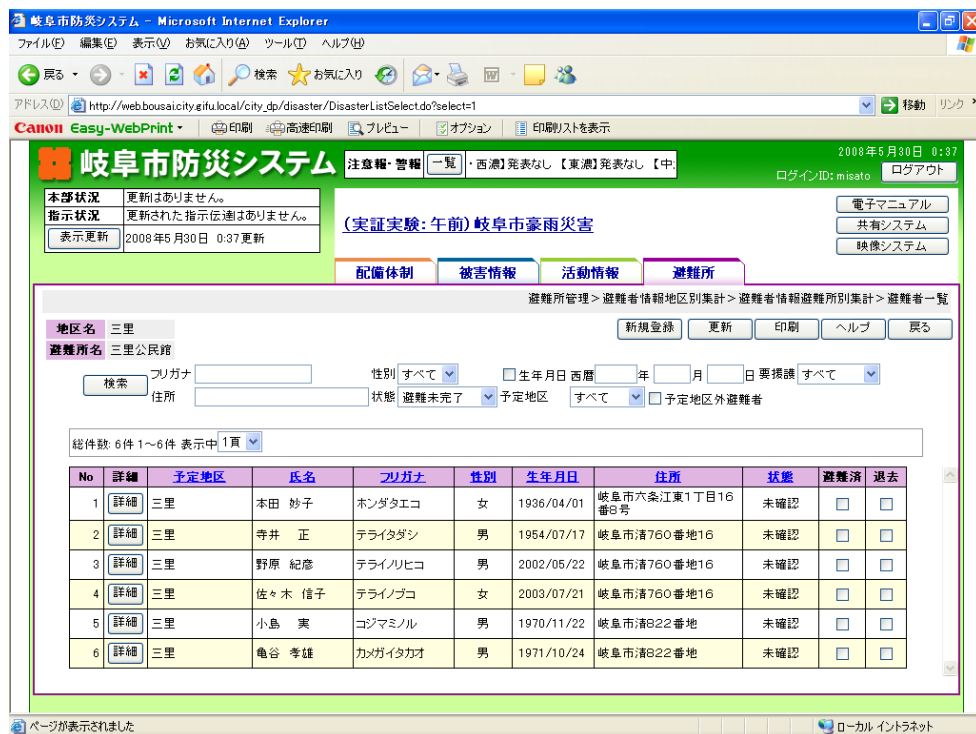 岐阜市防災システム - Microsoft Internet Explorer
ファイル(F) 編集(E) 表示(V) お気に入り(A) ツール(T) ヘルプ(H)
戻る 検索 お気に入り
アドレス(D) http://web.bousai.city.gifu.local/city_dp/disaster/DisasterListSelect.do?select=1 移動 リンク
Canon Easy-WebPrint 印刷 高速印刷 プレビュー オプション 印刷リストを表示
岐阜市防災システム 注意報・警報 一覧 ・西濃】発表なし 【東濃】発表なし 【中:
2008年5月30日 0:37
ログインID: misato ログアウト
本部状況 更新はありません。
指示状況 更新された指示伝達はありません。
表示更新 2008年5月30日 0:37更新
(実証実験:午前)岐阜市豪雨災害
電子マニュアル
共有システム
映像システム
配備体制 被害情報 活動情報 避難所
避難所管理>避難者情報地区別集計>避難者情報避難所別集計>避難者一覧
地区名 三里
避難所名 三里公民館
新規登録 更新 印刷 ヘルプ 戻る
検索 フリガナ 性別 すべて 生年月日 西暦 年 月 日 要援護 すべて
住所 状態 避難未完了 予定地区 すべて 予定地区外避難者
総件数: 6件 1～6件 表示中 1頁
No 詳細 予定地区 氏名 フリガナ 性別 生年月日 住所 状態 避難済 退去
1 詳細 三里 本田 妙子 ホンダタエコ 女 1936/04/01 岐阜市六条江東1丁目16番8号 未確認
2 詳細 三里 寺井 正 テライタダシ 男 1954/07/17 岐阜市清760番地16 未確認
3 詳細 三里 野原 紀彦 テライノリヒコ 男 2002/05/22 岐阜市清760番地16 未確認
4 詳細 三里 佐々木 信子 テライノブコ 女 2003/07/21 岐阜市清760番地16 未確認
5 詳細 三里 小島 実 コジマミノル 男 1970/11/22 岐阜市清822番地 未確認
6 詳細 三里 亀谷 孝雄 カメガイタカオ 男 1971/10/24 岐阜市清822番地 未確認
ページが表示されました ローカル イントラネット